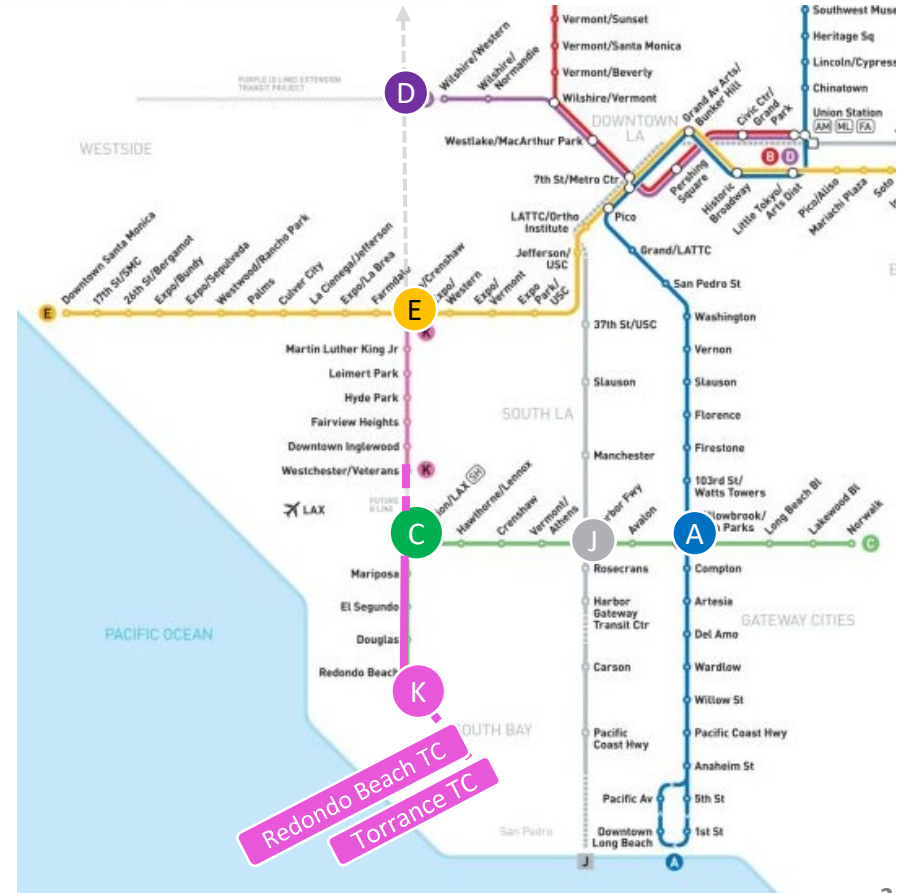 Vermont/Sunset
Vermont/Santa Monica
Vermont/Beverly
Wilshire/Vermont
Wilshire/Western
Wilshire/
Normandie
PURPLE (D LINE) EXTENSION
TRANSIT PROJECT
D
WESTSIDE
Westlake/MacArthur Park
DOWNTOWN
LA
7th St/Metro Ctr
Grand Av Arts/
Bunker Hill
Civic Ctr/
Grand
Park
Heritage Sq
Lincoln/Cypress
Chinatown
Union Station
AM ML FA
B D
Pershing
Square
Historic
Broadway
Little Tokyo/
Arts Dist
Pico/Aliso
Mariachi Plaza
Soto
LATTC/Ortho
Institute
Pico
Jefferson/
USC
Grand/LATTC
San Pedro St
Washington
Vernon
Slauson
Florence
Firestone
103rd St/
Watts Towers
E
Downtown Santa Monica
17th St/SMC
26th St/Bergamot
Expo/Bundy
Expo/Sepulveda
Westwood/Rancho Park
Palms
Culver City
La Cienega/Jefferson
Expo/La Brea
E
/Crenshaw
Expo/
Western
Expo/
Vermont
Expo
Park/
USC
K
Martin Luther King Jr
Leimert Park
Hyde Park
Fairview Heights
Downtown Inglewood
Westchester/Veterans
K
LAX
FUTURE
K LINE
37th St/USC
Slauson
SOUTH LA
Manchester
C
ion/LAX SH
Hawthorne/Lennox
Crenshaw
Vermont/
Athens
J
rbor Fwy
Avalon
A
llowbrook/
Parks
Long Beach Bl
Lakewood Bl
Norwalk
C
Mariposa
El Segundo
Douglas
Redondo Beach
K
SOUTH BAY
Redondo Beach TC
Torrance TC
Rosecrans
Harbor
Gateway
Transit Ctr
Carson
Pacific
Coast Hwy
Compton
Artesia
GATEWAY CITIES
Del Amo
Wardlow
Willow St
Pacific Coast Hwy
Anaheim St
Pacific Av
5th St
Downtown
Long Beach
1st St
San Pedro
J
A
PACIFIC OCEAN